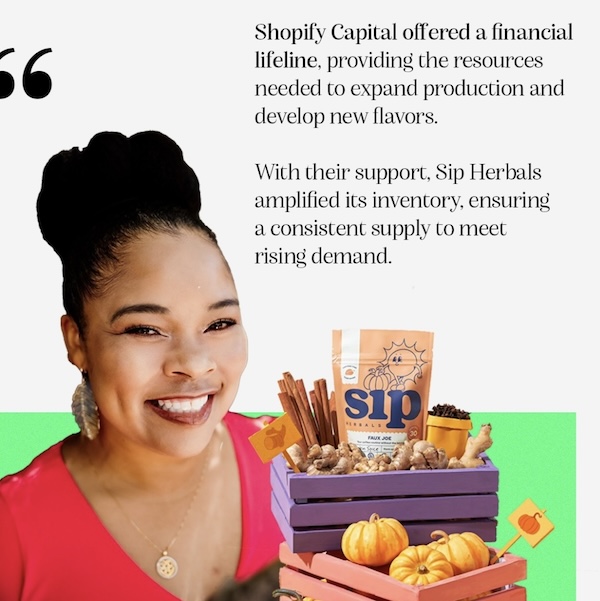 “
Shopify Capital offered a financial
lifeline, providing the resources
needed to expand production and
develop new flavors.
With their support, Sip Herbals
amplified its inventory, ensuring
a consistent supply to meet
rising demand.
sip
HERBALS
FAUX JOE